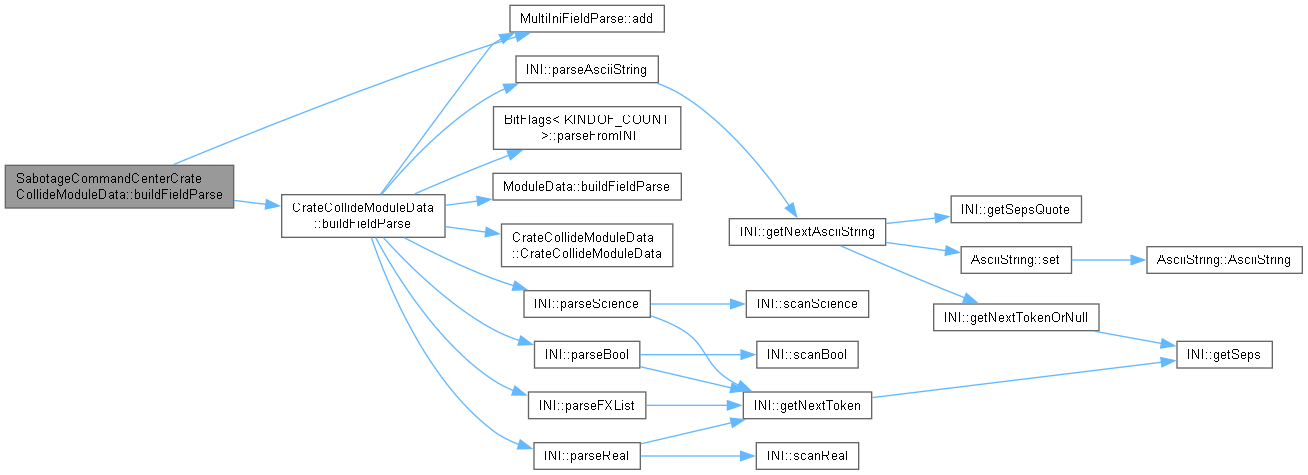 MultiIniFieldParse::add
INI::parseAsciiString
BitFlags< KINDOF_COUNT
>::parseFromINI
SabotageCommandCenterCrate
CollideModuleData::buildFieldParse
ModuleData::buildFieldParse
CrateCollideModuleData
::buildFieldParse
CrateCollideModuleData
::CrateCollideModuleData
INI::getNextAsciiString
INI::getSepsQuote
AsciiString::set
AsciiString::AsciiString
INI::parseScience
INI::scanScience
INI::getNextTokenOrNull
INI::parseBool
INI::scanBool
INI::getSeps
INI::parseFXList
INI::getNextToken
INI::parseReal
INI::scanReal